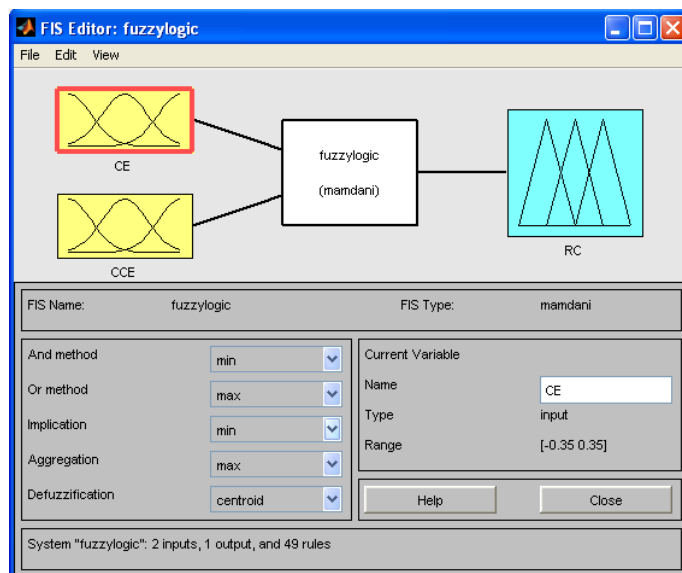 FIS Editor: fuzzylogic
File Edit View
CE
CCE
fuzzylogic
(mamdani)
RC
FIS Name: fuzzylogic FIS Type: mamdani
And method min
Or method max
Implication min
Aggregation max
Defuzzification centroid
Current Variable
Name CE
Type input
Range [-0.35 0.35]
Help Close
System "fuzzylogic": 2 inputs, 1 output, and 49 rules